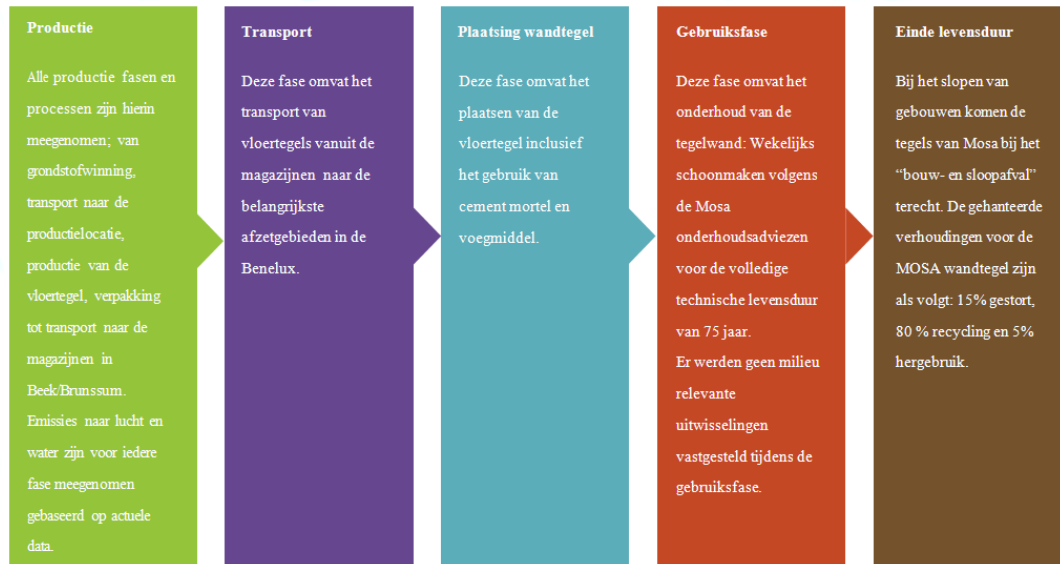 Productie
Alle productie fasen en
processen zijn hierin
meegenomen; van
grondstofwinning,
transport naar de
productielocatie,
productie van de
vloertegel, verpakking
tot transport naar de
magazijnen in
Beek/Brunssum.
Emissies naar lucht en
water zijn voor iedere
fase meegenomen
gebaseerd op actuele
data.
Transport
Deze fase omvat het
transport van
vloertegels vanuit de
magazijnen naar de
belangrijkste
afzetgebieden in de
Benelux.
Plaatsing wandtegel
Deze fase omvat het
plaatsen van de
vloertegel inclusief
het gebruik van
cement mortel en
voegmiddel.
Gebruiksfase
Deze fase omvat het
onderhoud van de
tegelwand: Wekelijks
schoonmaken volgens
de Mosa
onderhoudsadviezen
voor de volledige
technische levensduur
van 75 jaar.
Er werden geen milieu
relevante
uitwisselingen
vastgesteld tijdens de
gebruiksfase.
Einde levensduur
Bij het slopen van
gebouwen komen de
tegels van Mosa bij het
“bouw- en sloopafval”
terecht. De gehanteerde
verhoudingen voor de
MOSA wandtegel zijn
als volgt: 15% gestort,
80 % recycling en 5%
hergebruik.